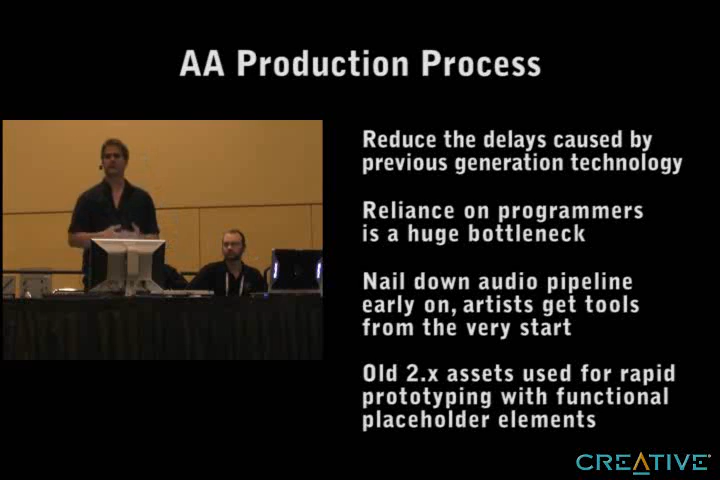 AA Production Process
Reduce the delays caused by
previous generation technology
Reliance on programmers
is a huge bottleneck
Nail down audio pipeline
early on, artists get tools
from the very start
Old 2.x assets used for rapid
prototyping with functional
placeholder elements
CREATIVE